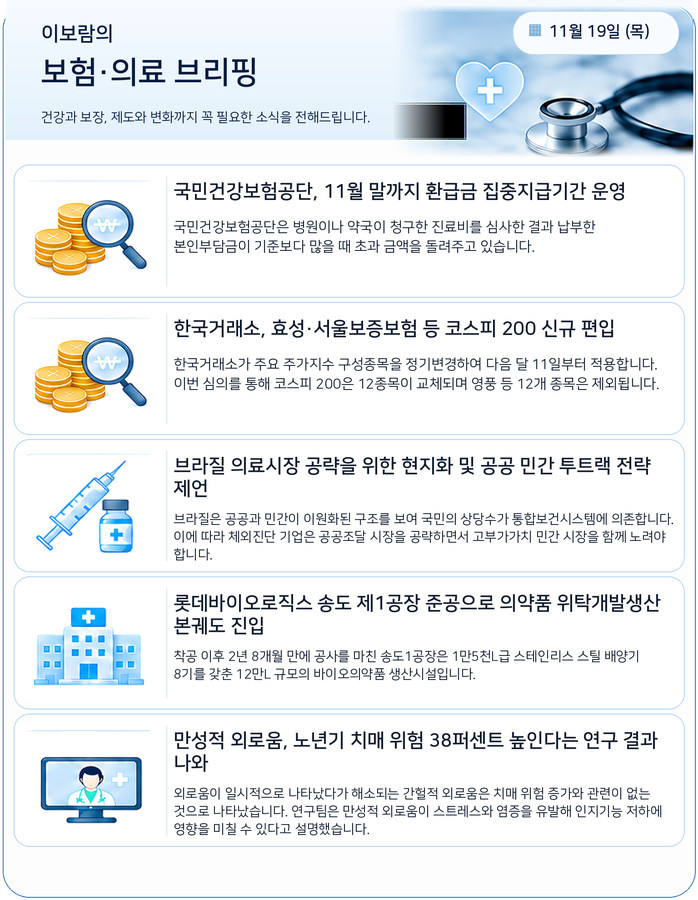 이보람의
11월 19일 (목)
보험·의료 브리핑
건강과 보장, 제도와 변화까지 꼭 필요한 소식을 전해드립니다.
국민건강보험공단, 11월 말까지 환급금 집중지급기간 운영
국민건강보험공단은 병원이나 약국이 청구한 진료비를 심사한 결과 납부한
본인부담금이 기준보다 많을 때 초과 금액을 돌려주고 있습니다.
한국거래소, 효성·서울보증보험 등 코스피 200 신규 편입
한국거래소가 주요 주가지수 구성종목을 정기변경하여 다음 달 11일부터 적용합니다.
이번 심의를 통해 코스피 200은 12종목이 교체되며 영풍 등 12개 종목은 제외됩니다.
브라질 의료시장 공략을 위한 현지화 및 공공 민간 투트랙 전략
제언
브라질은 공공과 민간이 이원화된 구조를 보여 국민의 상당수가 통합보건시스템에 의존합니다.
이에 따라 체외진단 기업은 공공조달 시장을 공략하면서 고부가가치 민간 시장을 함께 노려야
합니다.
롯데바이오로직스 송도 제1공장 준공으로 의약품 위탁개발생산
본궤도 진입
착공 이후 2년 8개월 만에 공사를 마친 송도1공장은 1만5천L급 스테인리스 스틸 배양기
8기를 갖춘 12만L 규모의 바이오의약품 생산시설입니다.
만성적 외로움, 노년기 치매 위험 38퍼센트 높인다는 연구 결과
나와
외로움이 일시적으로 나타났다가 해소되는 간헐적 외로움은 치매 위험 증가와 관련이 없는
것으로 나타났습니다. 연구팀은 만성적 외로움이 스트레스와 염증을 유발해 인지기능 저하에
영향을 미칠 수 있다고 설명했습니다.